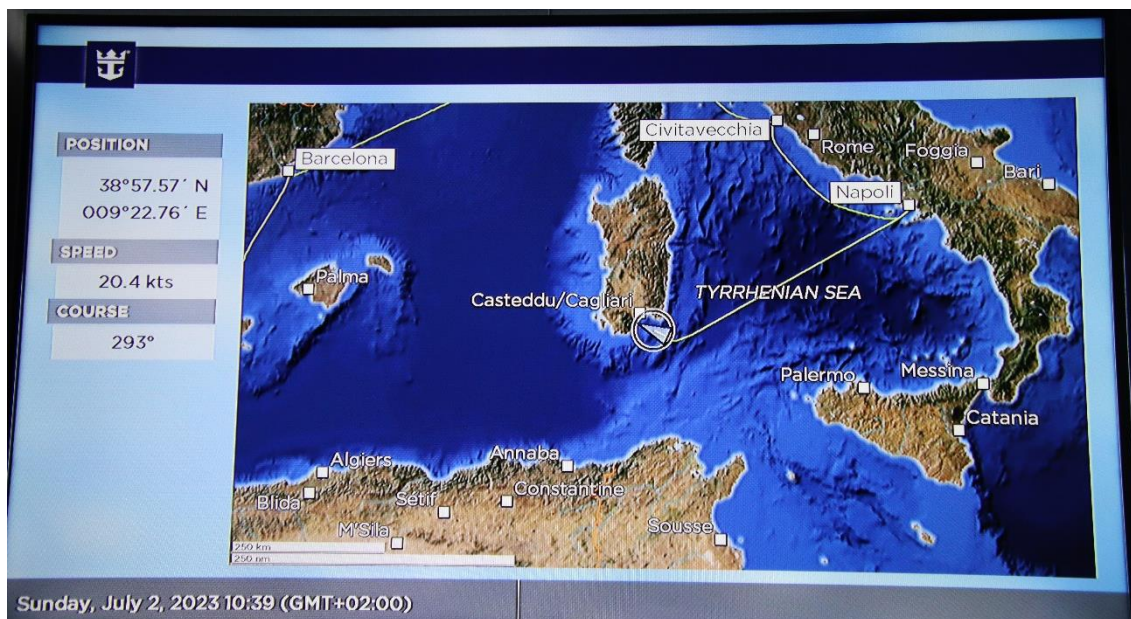 POSITION
38°57.57´ N
009°22.76´ E
SPEED
20.4 kts
COURSE
293°
Barcelona
Civitavecchia
Rome
Foggia
Bari
Napoli
Palma
Casteddu/Cagliari
TYRRHENIAN SEA
Palermo
Messina
Catania
Algiers
Annaba
Blida
Sétif
Constantine
M'Sila
Sousse
250 km
250 nm
Sunday, July 2, 2023 10:39 (GMT+02:00)